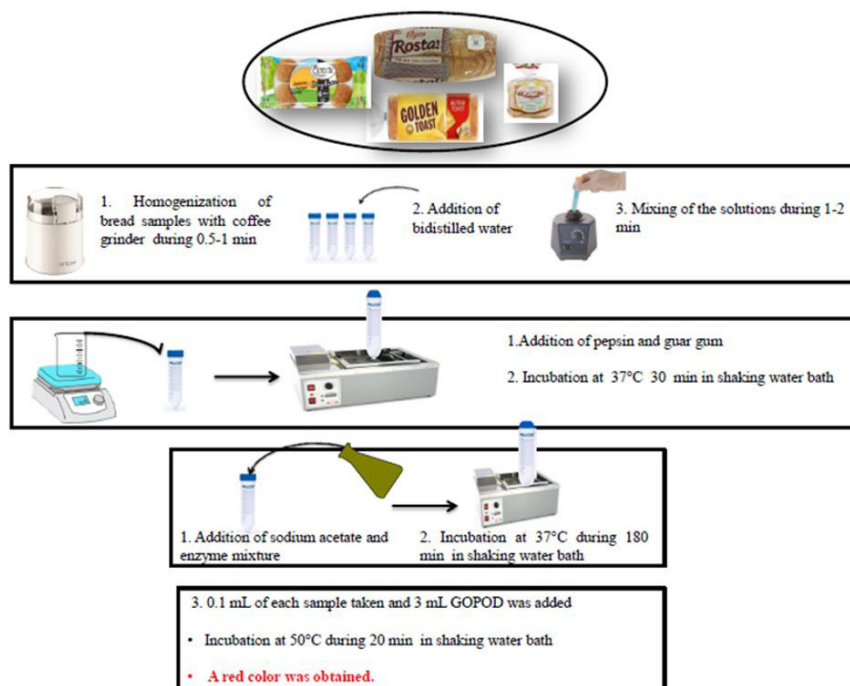 Rosta!
GOLDEN
TOAST
1. Homogenization of
bread samples with coffee
grinder during 0.5-1 min
2. Addition of
bidistilled water
3. Mixing of the solutions during 1-2
min
1.Addition of pepsin and guar gum
2. Incubation at 37°C 30 min in shaking water bath
1. Addition of sodium acetate and
enzyme mixture
2. Incubation at 37°C during 180
min in shaking water bath
3. 0.1 mL of each sample taken and 3 mL GOPOD was added
• Incubation at 50°C during 20 min in shaking water bath
• A red color was obtained.